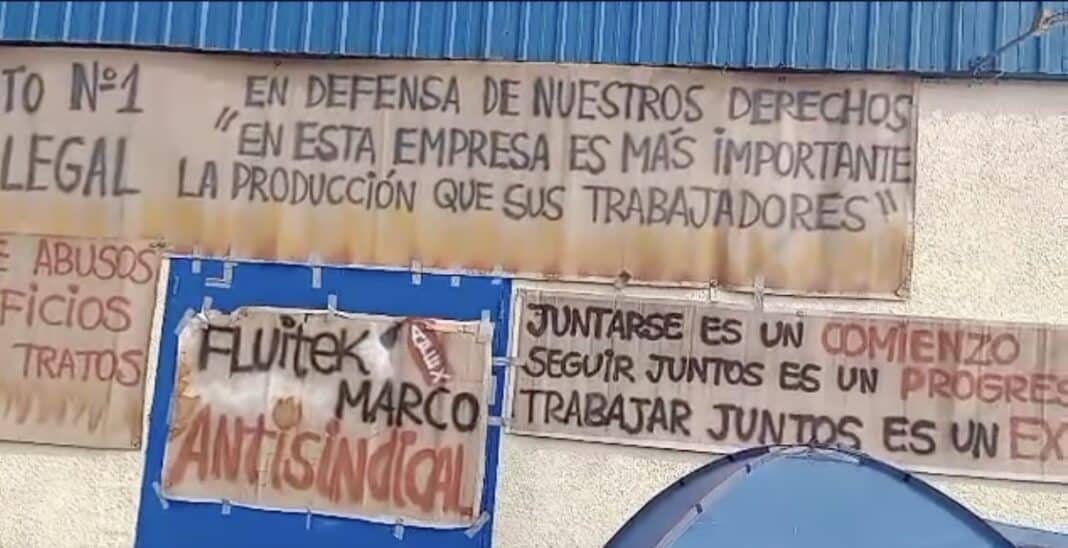 TO Nº1
LEGAL
EN DEFENSA DE NUESTROS DERECHOS
"EN ESTA EMPRESA ES MÁS IMPORTANTE
LA PRODUCCIÓN QUE SUS TRABAJADORES"
E ABUSOS
FICIOS
TRATOS
FLUITEK
MARCO
ANTISINDICAL
JUNTARSE ES UN COMIENZO
SEGUIR JUNTOS ES UN PROGRES
TRABAJAR JUNTOS ES UN EX